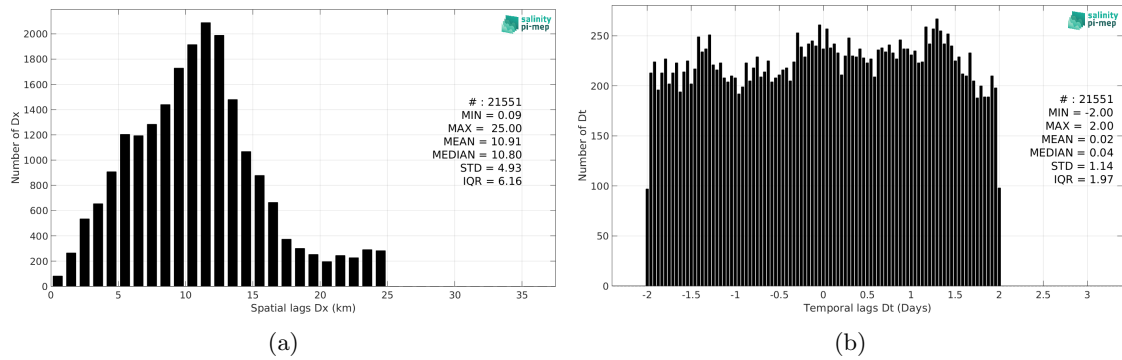 salinity
pi-mep
Number of Dx
2000
1800
1600
1400
1200
1000
800
600
400
200
0
# : 21551
MIN = 0.09
MAX = 25.00
MEAN = 10.91
MEDIAN = 10.80
STD = 4.93
IQR = 6.16
0 5 10 15 20 25 30 35
Spatial lags Dx (km)
(a)
salinity
pi-mep
Number of Dt
250
200
150
100
50
0
# : 21551
MIN = -2.00
MAX = 2.00
MEAN = 0.02
MEDIAN = 0.04
STD = 1.14
IQR = 1.97
-2 -1.5 -1 -0.5 0 0.5 1 1.5 2 2.5 3
Temporal lags Dt (Days)
(b)